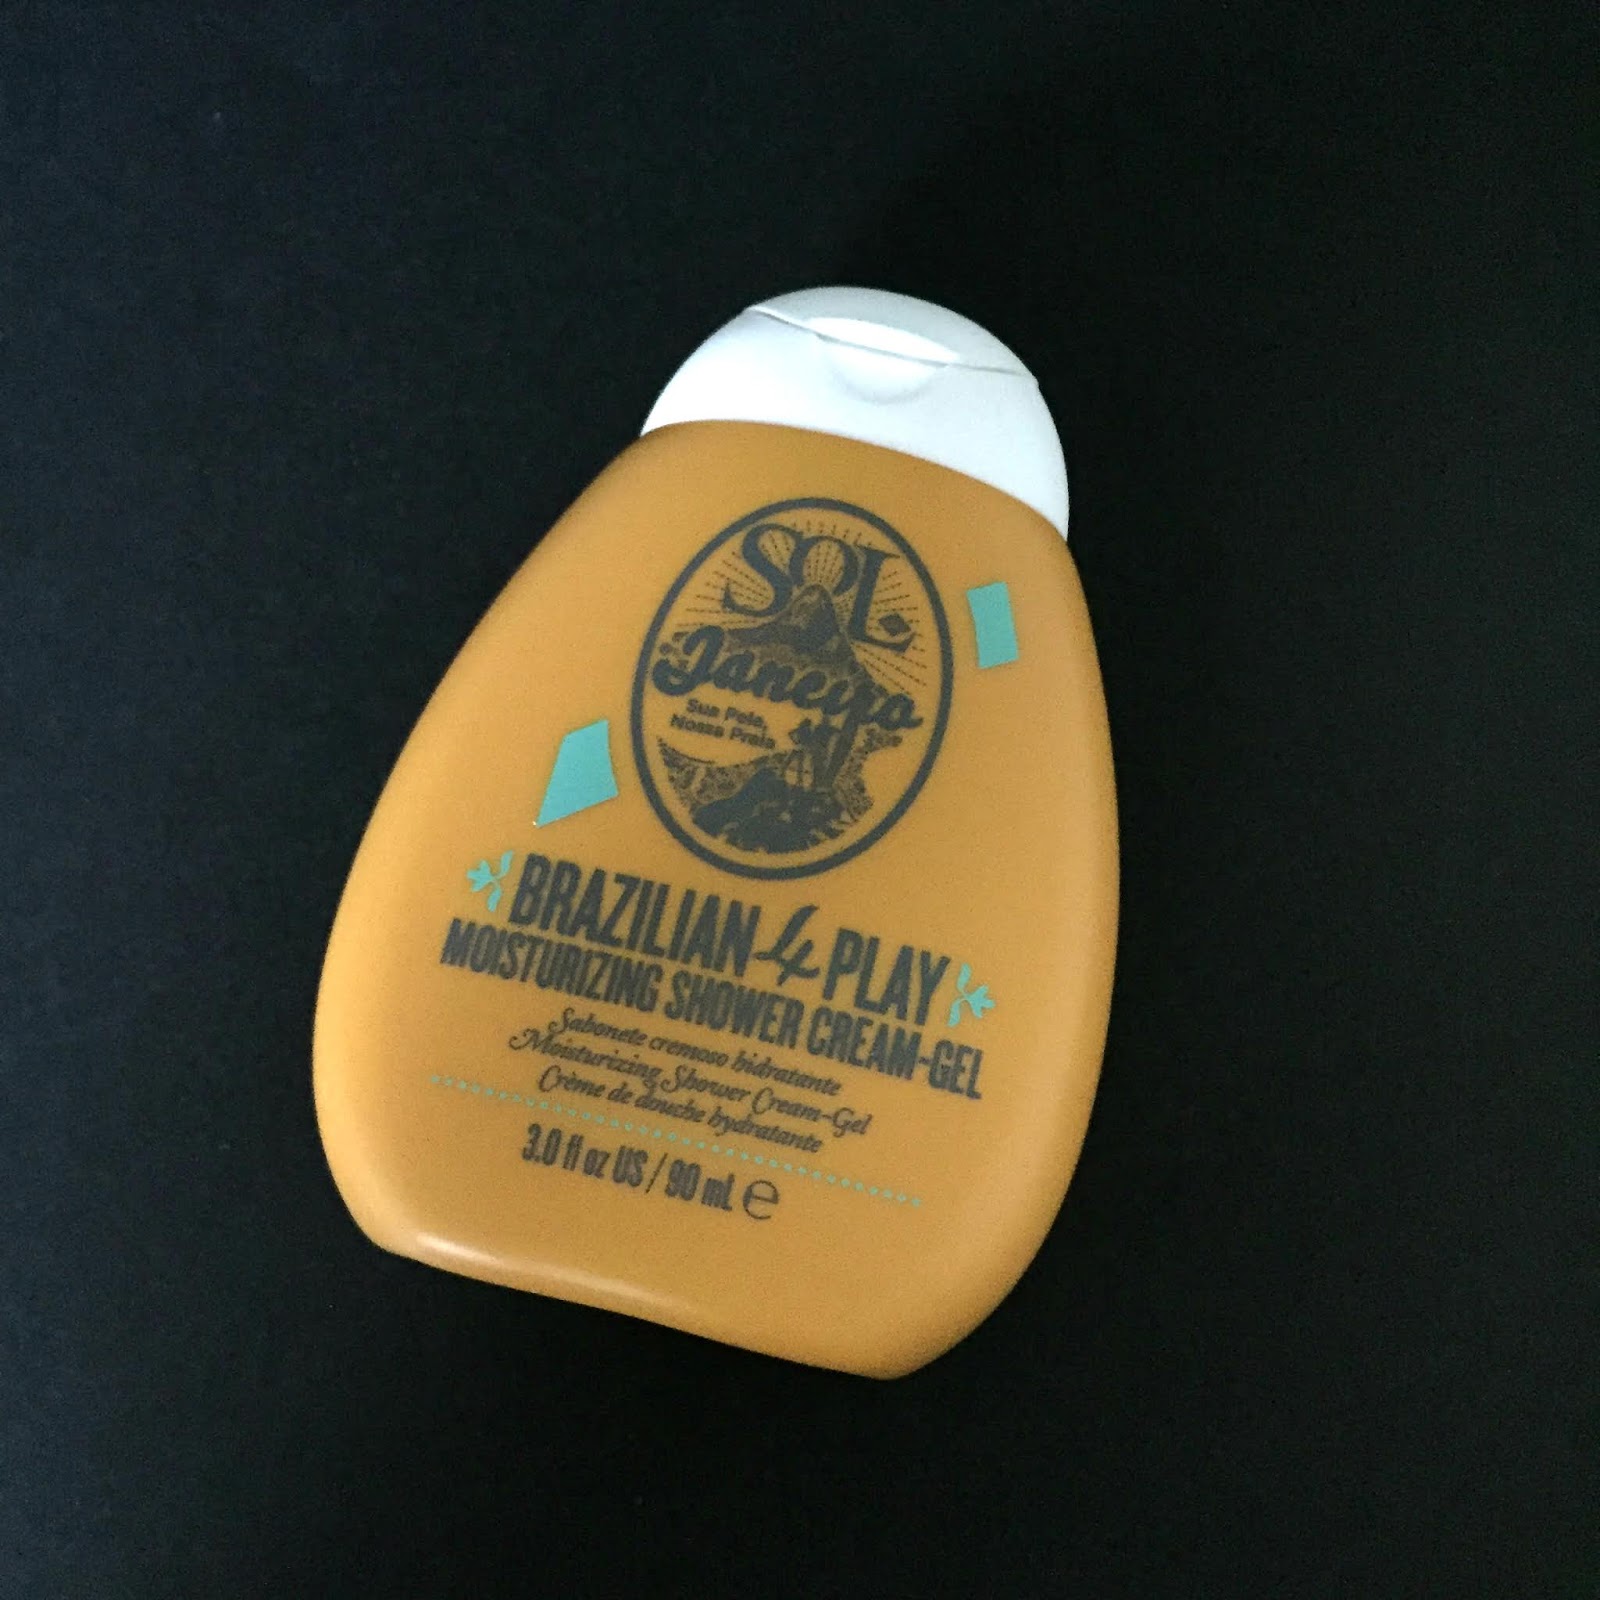 SOL
de
Janeiro
Sua Pele,
Nossa Praia
BRAZILIAN 4 PLAY
MOISTURIZING SHOWER CREAM-GEL
Sabonete cremoso hidratante
Moisturizing Shower Cream-Gel
Crème de douche hydratante
3.0 fl oz US / 90 mL ℮